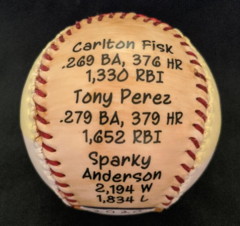 Carlton Fisk
.269 BA, 376 HR
1,330 RBI
Tony Perez
.279 BA, 379 HR
1,652 RBI
Sparky
Anderson
2,194 W
1,834 L